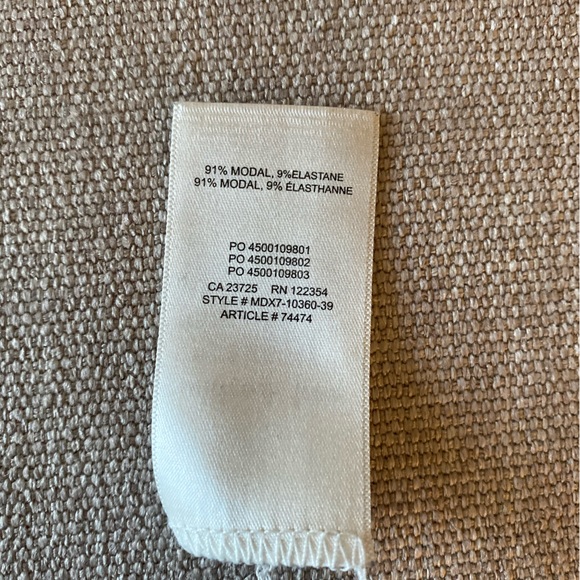 91% MODAL, 9%ELASTANE
91% MODAL, 9% ÉLASTHANNE
PO 4500109801
PO 4500109802
PO 4500109803
CA 23725 RN 122354
STYLE # MDX7-10360-39
ARTICLE # 74474